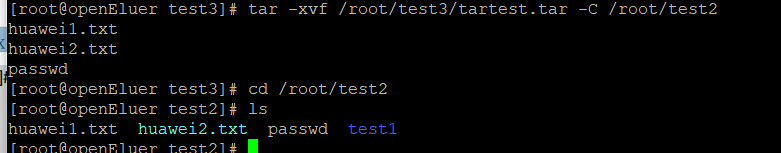 [root@openEluer test3]# tar -xvf /root/test3/tartest.tar -C /root/test2
huawei1.txt
huawei2.txt
passwd
[root@openEluer test3]# cd /root/test2
[root@openEluer test2]# ls
huawei1.txt  huawei2.txt  passwd  test1
[root@openEluer test2]#